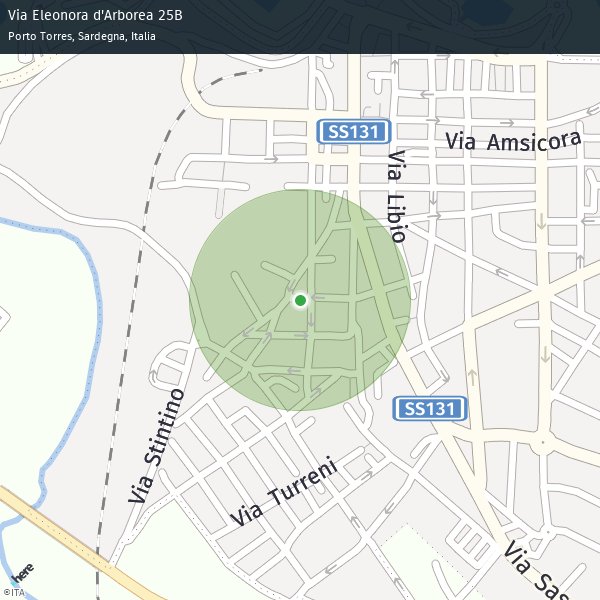 Via Eleonora d'Arborea 25B
Porto Torres, Sardegna, Italia
SS131
Via Amsicora
Via Libio
SS131
Via Stintino
Via Turreni
Via Sas
here
©ITA